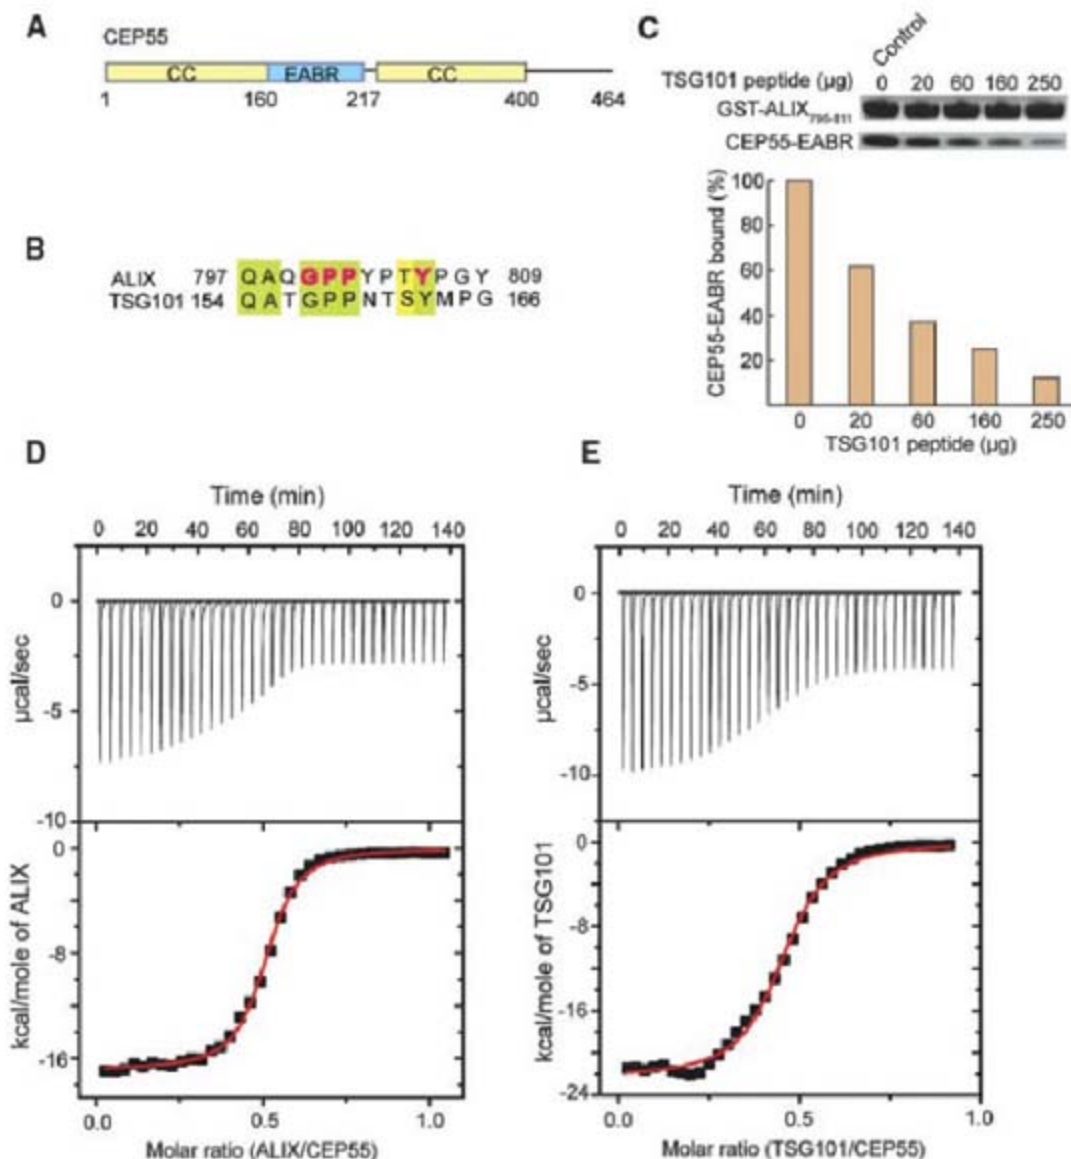 A
CEP55
CC EABR CC
1 160 217 400 464
B
ALIX 797 Q A Q G P P Y P T Y P G Y 809
TSG101 154 Q A T G P P N T S Y M P G 166
C
Control
TSG101 peptide (µg) 0 20 60 160 250
GST-ALIX
CEP55-EABR
CEP55-EABR bound (%)
100
80
60
40
20
0 20 60 160 250
TSG101 peptide (µg)
D
Time (min)
0 20 40 60 80 100 120 140
µcal/sec
0
-5
-10
kcal/mole of ALIX
0
-8
-16
0.0 0.5 1.0
Molar ratio (ALIX/CEP55)
E
Time (min)
0 20 40 60 80 100 120 140
µcal/sec
0
-5
-10
kcal/mole of TSG101
0
-8
-16
-24
0.0 0.5 1.0
Molar ratio (TSG101/CEP55)